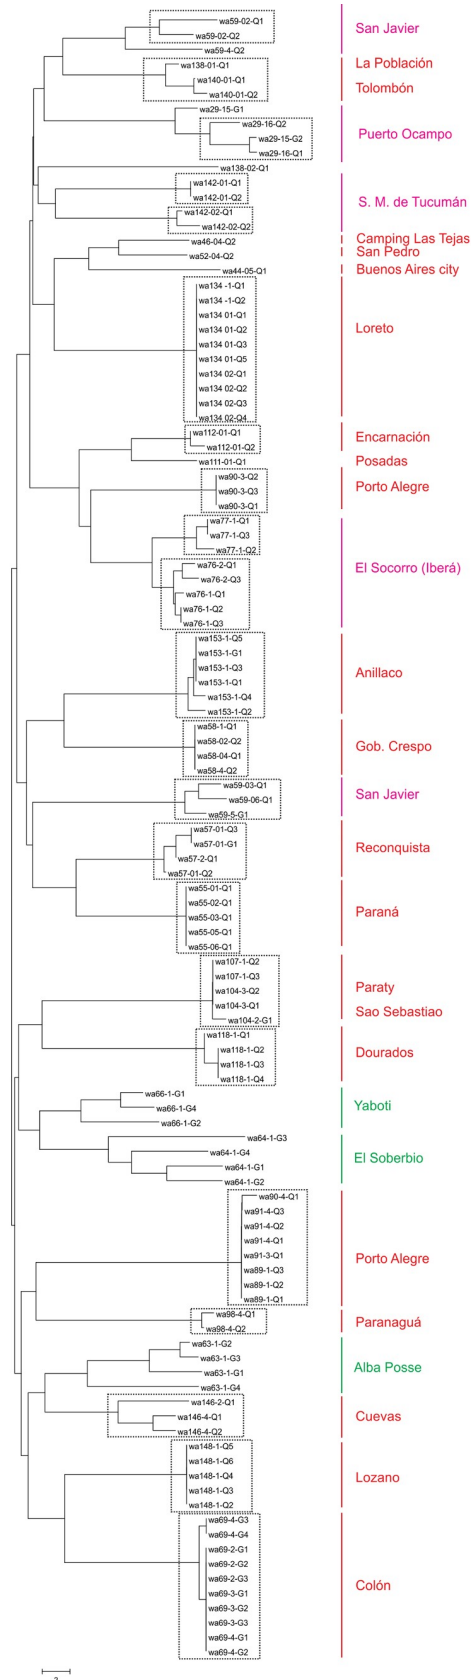 wa59-02-Q1
wa59-02-Q2
San Javier
wa59-4-Q2
wa138-01-Q1
La Población
wa140-01-Q1
Tolombón
wa140-01-Q2
wa29-15-G1
wa29-16-Q2
Puerto Ocampo
wa29-15-G2
wa29-16-Q1
wa138-02-Q1
wa142-01-Q1
wa142-01-Q2
S. M. de Tucumán
wa142-02-Q1
wa142-02-Q2
wa46-04-Q2
Camping Las Tejas
wa52-04-Q2
San Pedro
wa44-05-Q1
Buenos Aires city
wa134 -1-Q1
wa134 -1-Q2
wa134 01-Q1
wa134 01-Q2
Loreto
wa134 01-Q3
wa134 01-Q5
wa134 02-Q1
wa134 02-Q2
wa134 02-Q3
wa134 02-Q4
wa112-01-Q1
Encarnación
wa112-01-Q2
wa111-01-Q1
Posadas
wa90-3-Q2
wa90-3-Q3
Porto Alegre
wa90-3-Q1
wa77-1-Q1
wa77-1-Q3
wa77-1-Q2
wa76-2-Q1
El Socorro (Iberá)
wa76-2-Q3
wa76-1-Q1
wa76-1-Q2
wa76-1-Q3
wa153-1-Q5
wa153-1-G1
wa153-1-Q3
Anillaco
wa153-1-Q1
wa153-1-Q4
wa153-1-Q2
wa58-1-Q1
wa58-02-Q2
Gob. Crespo
wa58-04-Q1
wa58-4-Q2
wa59-03-Q1
San Javier
wa59-06-Q1
wa59-5-G1
wa57-01-Q3
wa57-01-G1
Reconquista
wa57-2-Q1
wa57-01-Q2
wa55-01-Q1
wa55-02-Q1
Paraná
wa55-03-Q1
wa55-05-Q1
wa55-06-Q1
wa107-1-Q2
wa107-1-Q3
Paraty
wa104-3-Q2
wa104-3-Q1
Sao Sebastiao
wa104-2-G1
wa118-1-Q1
wa118-1-Q2
Dourados
wa118-1-Q3
wa118-1-Q4
wa66-1-G1
wa66-1-G4
Yaboti
wa66-1-G2
wa64-1-G3
wa64-1-G4
El Soberbio
wa64-1-G1
wa64-1-G2
wa90-4-Q1
wa91-4-Q3
wa91-4-Q2
wa91-4-Q1
wa91-3-Q1
Porto Alegre
wa89-1-Q3
wa89-1-Q2
wa89-1-Q1
wa98-4-Q1
Paranaguá
wa98-4-Q2
wa63-1-G2
wa63-1-G3
Alba Posse
wa63-1-G1
wa63-1-G4
wa146-2-Q1
wa146-4-Q1
Cuevas
wa146-4-Q2
wa148-1-Q5
wa148-1-Q6
wa148-1-Q4
Lozano
wa148-1-Q3
wa148-1-Q2
wa69-4-G3
wa69-4-G4
wa69-2-G1
wa69-2-G2
wa69-2-G3
Colón
wa69-3-G1
wa69-3-G2
wa69-3-G3
wa69-4-G1
wa69-4-G2